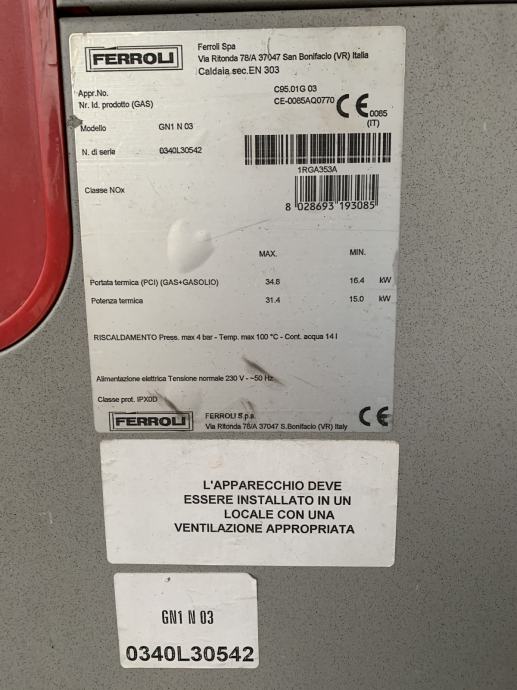 FERROLI
Ferroli Spa
Via Ritonda 78/A 37047 San Bonifacio (VR) Italia
Caldaia sec.EN 303
Appr.No. C95.01G 03
Nr. Id. prodotto (GAS) CE-0085AQ0770
CE 0085
(IT)
Modello GN1 N 03
N. di serie 0340L30542
1RGA353A
Classe NOx
8 028693 193085
MAX. MIN.
Portata termica (PCI) (GAS+GASOLIO) 34.8 16.4 kW
Potenza termica 31.4 15.0 kW
RISCALDAMENTO Press. max 4 bar - Temp. max 100 °C - Cont. acqua 14 l
Alimentazione elettrica Tensione normale 230 V - ~50 Hz
Classe prot. IPX0D
FERROLI
FERROLI S.p.a.
Via Ritonda 78/A 37047 S.Bonifacio (VR) Italy
CE
L'APPARECCHIO DEVE
ESSERE INSTALLATO IN UN
LOCALE CON UNA
VENTILAZIONE APPROPRIATA
GN1 N 03
0340L30542